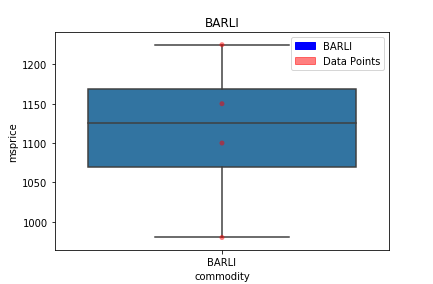 BARLI
BARLI
Data Points
msprice
1200
1150
1100
1050
1000
BARLI
commodity